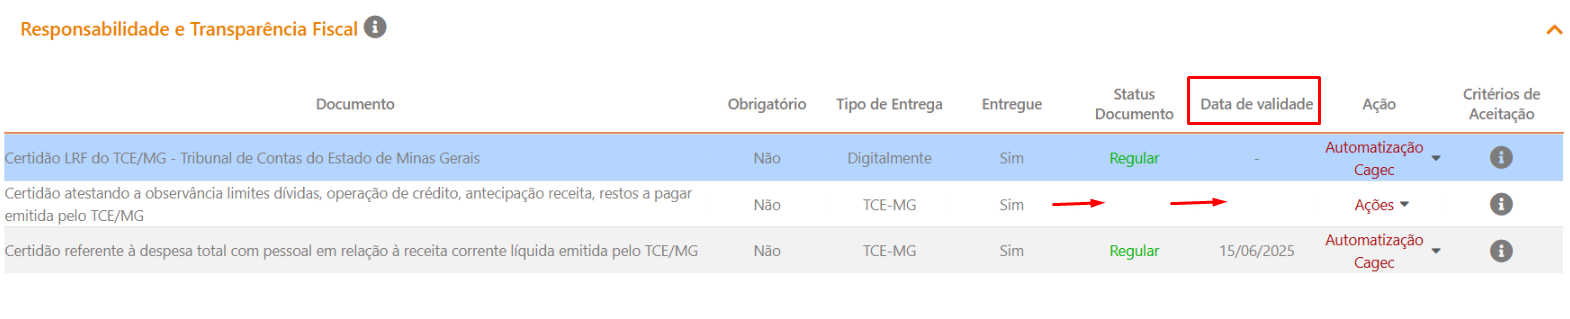 Responsabilidade e Transparência Fiscal
Documento Obrigatório Tipo de Entrega Entregue Status Documento Data de validade Ação Critérios de Aceitação
Certidão LRF do TCE/MG - Tribunal de Contas do Estado de Minas Gerais Não Digitalmente Sim Regular - Automatização Cagec
Certidão atestando a observância limites dívidas, operação de crédito, antecipação receita, restos a pagar
emitida pelo TCE/MG Não TCE-MG Sim Ações
Certidão referente à despesa total com pessoal em relação à receita corrente líquida emitida pelo TCE/MG Não TCE-MG Sim Regular 15/06/2025 Automatização Cagec